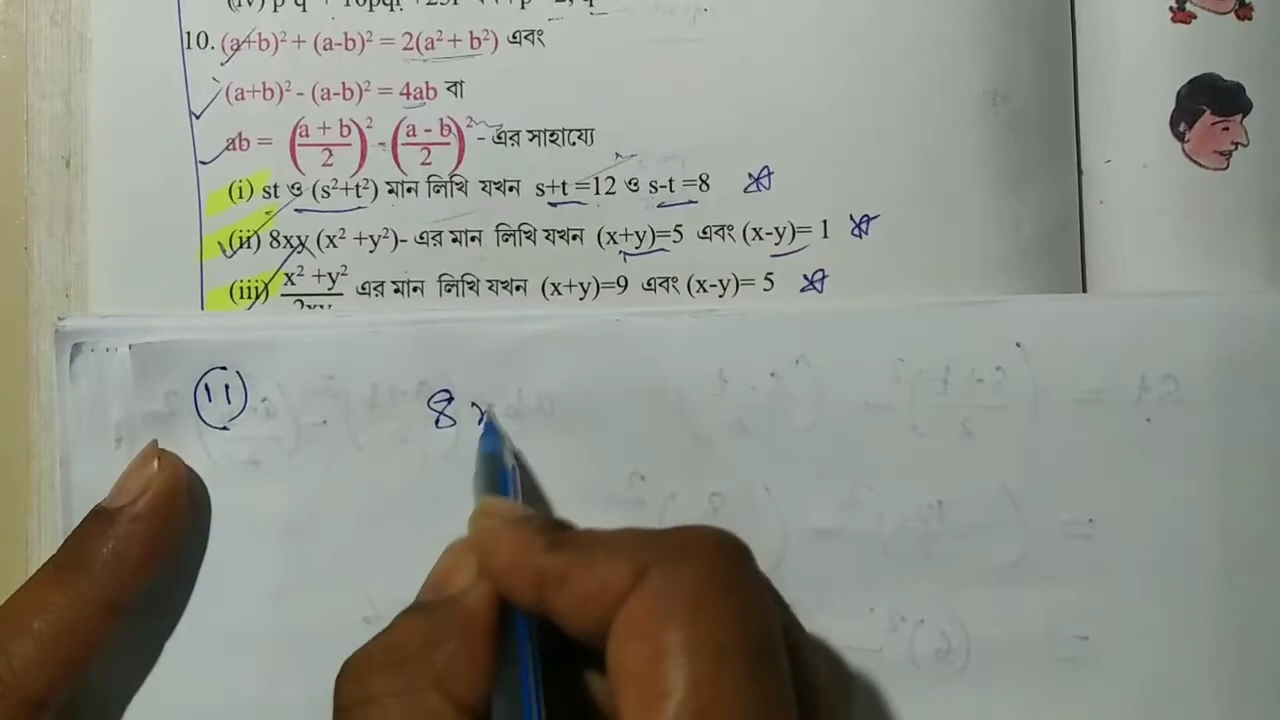 10. (a+b)² + (a-b)² = 2(a² + b²) এবং
(a+b)² - (a-b)² = 4ab বা
ab = (a + b/2)² - (a - b/2)² - এর সাহায্যে
(i) st ও (s²+t²) মান লিখি যখন s+t =12 ও s-t =8
(ii) 8xy (x² +y²)- এর মান লিখি যখন (x+y)=5 এবং (x-y)= 1
(iii) x² +y²/2xy এর মান লিখি যখন (x+y)=9 এবং (x-y)= 5
11 8x